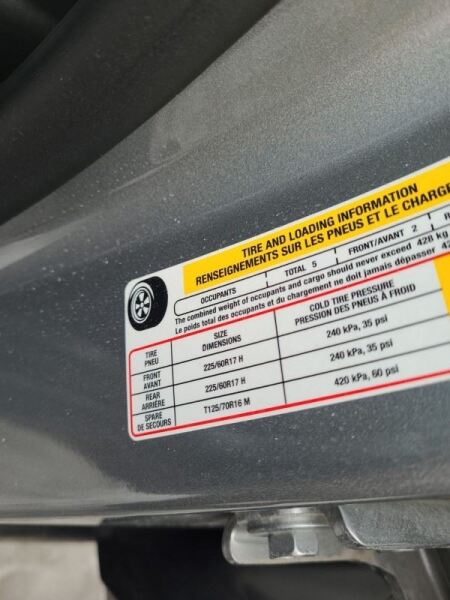 TIRE AND LOADING INFORMATION
RENSEIGNEMENTS SUR LES PNEUS ET LE
OCCUPANTS TOTAL 5 FRONT/AVANT 2
The combined weight of occupants and cargo should never exceed 428 kg
Le poids total des occupants et du chargement ne doit jamais dépasser
TIRE SIZE COLD TIRE PRESSURE
PNEU DIMENSIONS PRESSION DES PNEUS À FROID
FRONT
AVANT 225/60R17 H 240 kPa, 35 psi
REAR
ARRIÈRE 225/60R17 H 240 kPa, 35 psi
SPARE
DE SECOURS T125/70R16 M 420 kPa, 60 psi